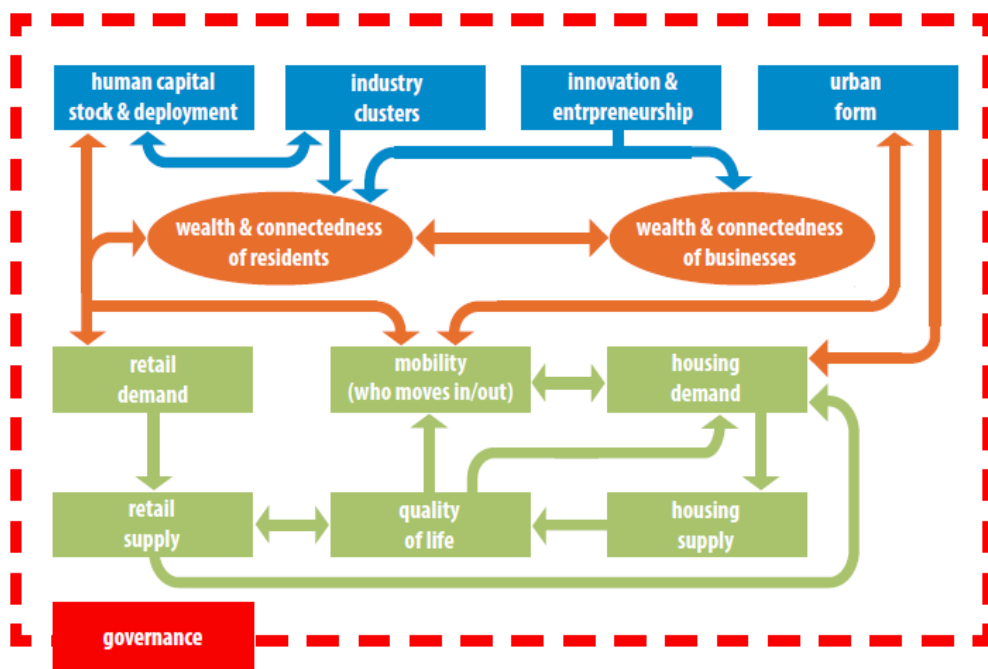 human capital
stock & deployment
industry
clusters
innovation &
entrpreneurship
urban
form
wealth & connectedness
of residents
wealth & connectedness
of businesses
retail
demand
mobility
(who moves in/out)
housing
demand
retail
supply
quality
of life
housing
supply
governance